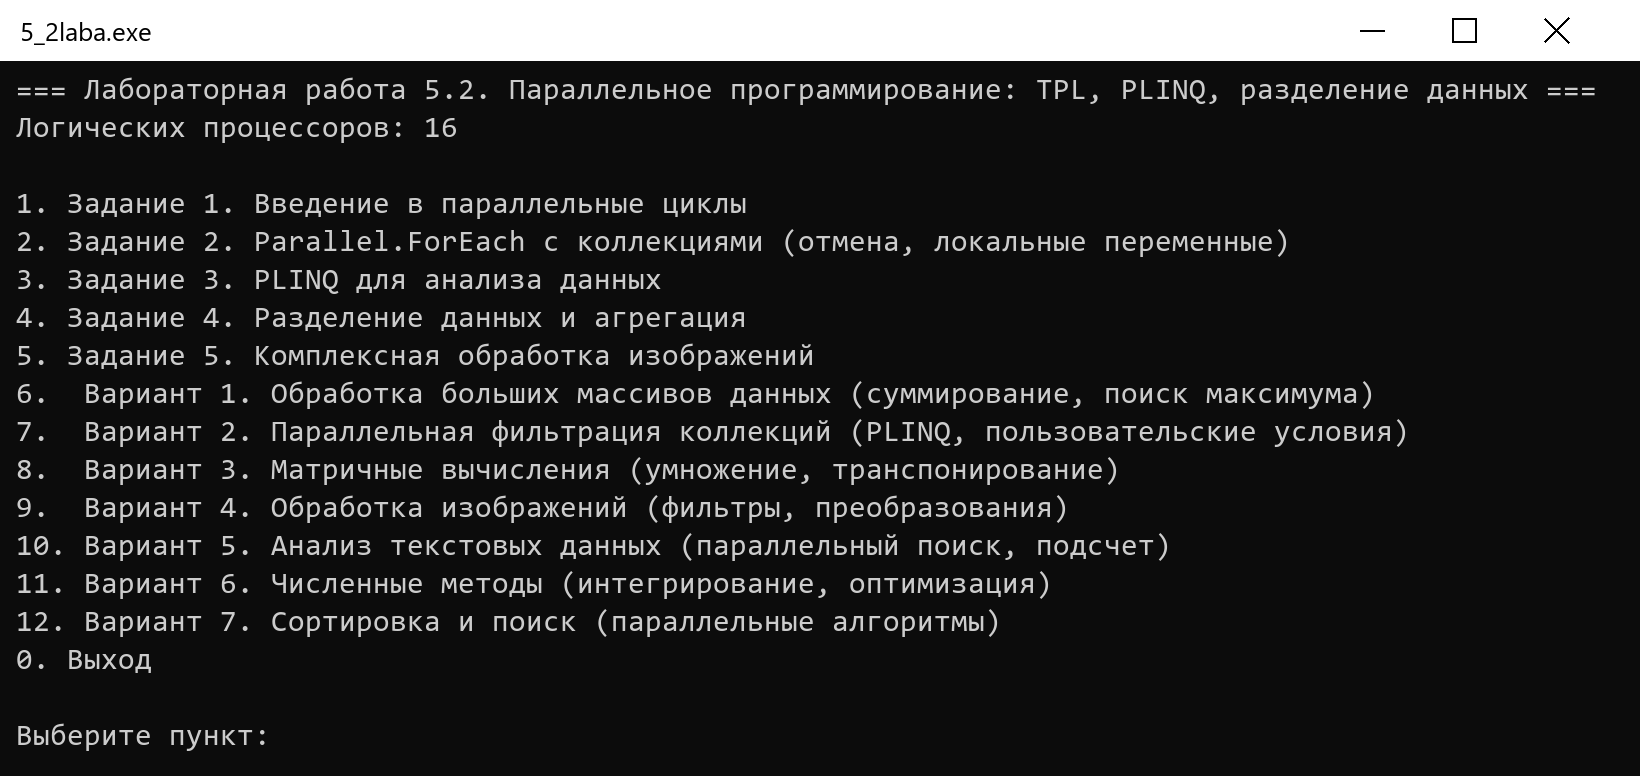 5_2laba.exe
=== Лабораторная работа 5.2. Параллельное программирование: TPL, PLINQ, разделение данных ===
Логических процессоров: 16
1. Задание 1. Введение в параллельные циклы
2. Задание 2. Parallel.ForEach с коллекциями (отмена, локальные переменные)
3. Задание 3. PLINQ для анализа данных
4. Задание 4. Разделение данных и агрегация
5. Задание 5. Комплексная обработка изображений
6.  Вариант 1. Обработка больших массивов данных (суммирование, поиск максимума)
7.  Вариант 2. Параллельная фильтрация коллекций (PLINQ, пользовательские условия)
8.  Вариант 3. Матричные вычисления (умножение, транспонирование)
9.  Вариант 4. Обработка изображений (фильтры, преобразования)
10. Вариант 5. Анализ текстовых данных (параллельный поиск, подсчет)
11. Вариант 6. Численные методы (интегрирование, оптимизация)
12. Вариант 7. Сортировка и поиск (параллельные алгоритмы)
0. Выход
Выберите пункт: